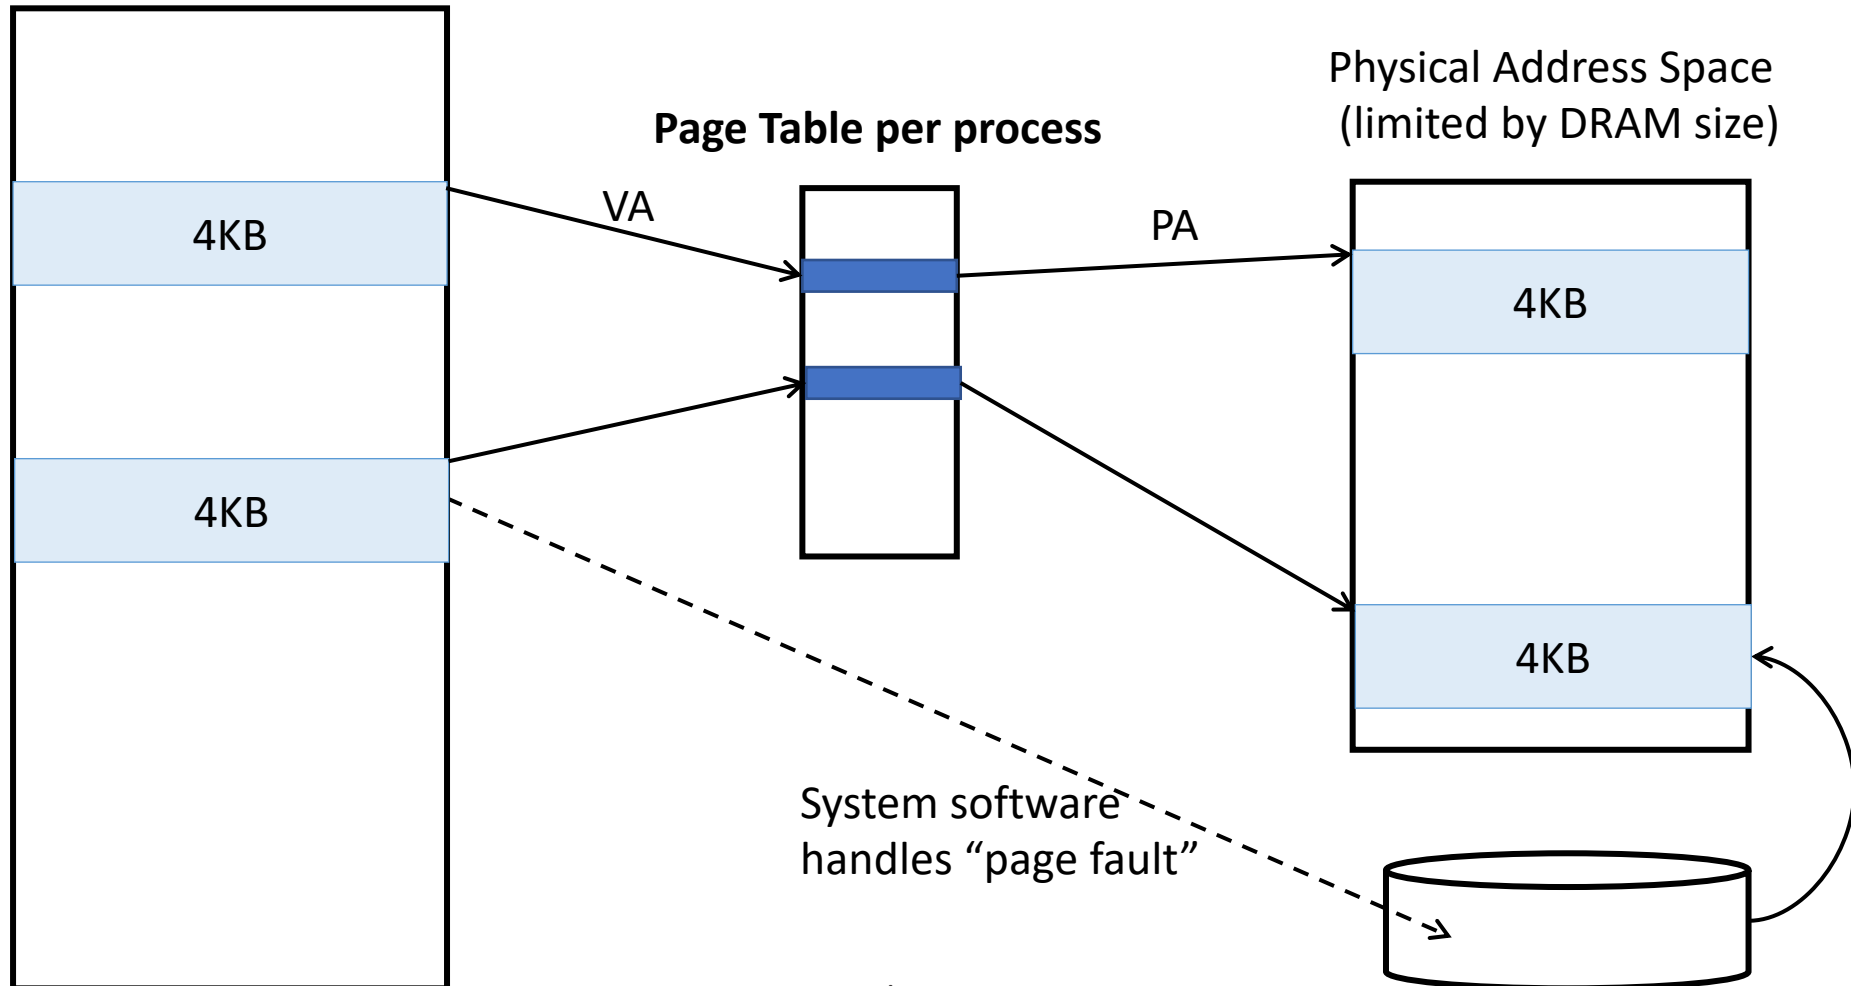 Physical Address Space
(limited by DRAM size)
Page Table per process
VA
PA
4KB
4KB
4KB
4KB
System software
handles “page fault”